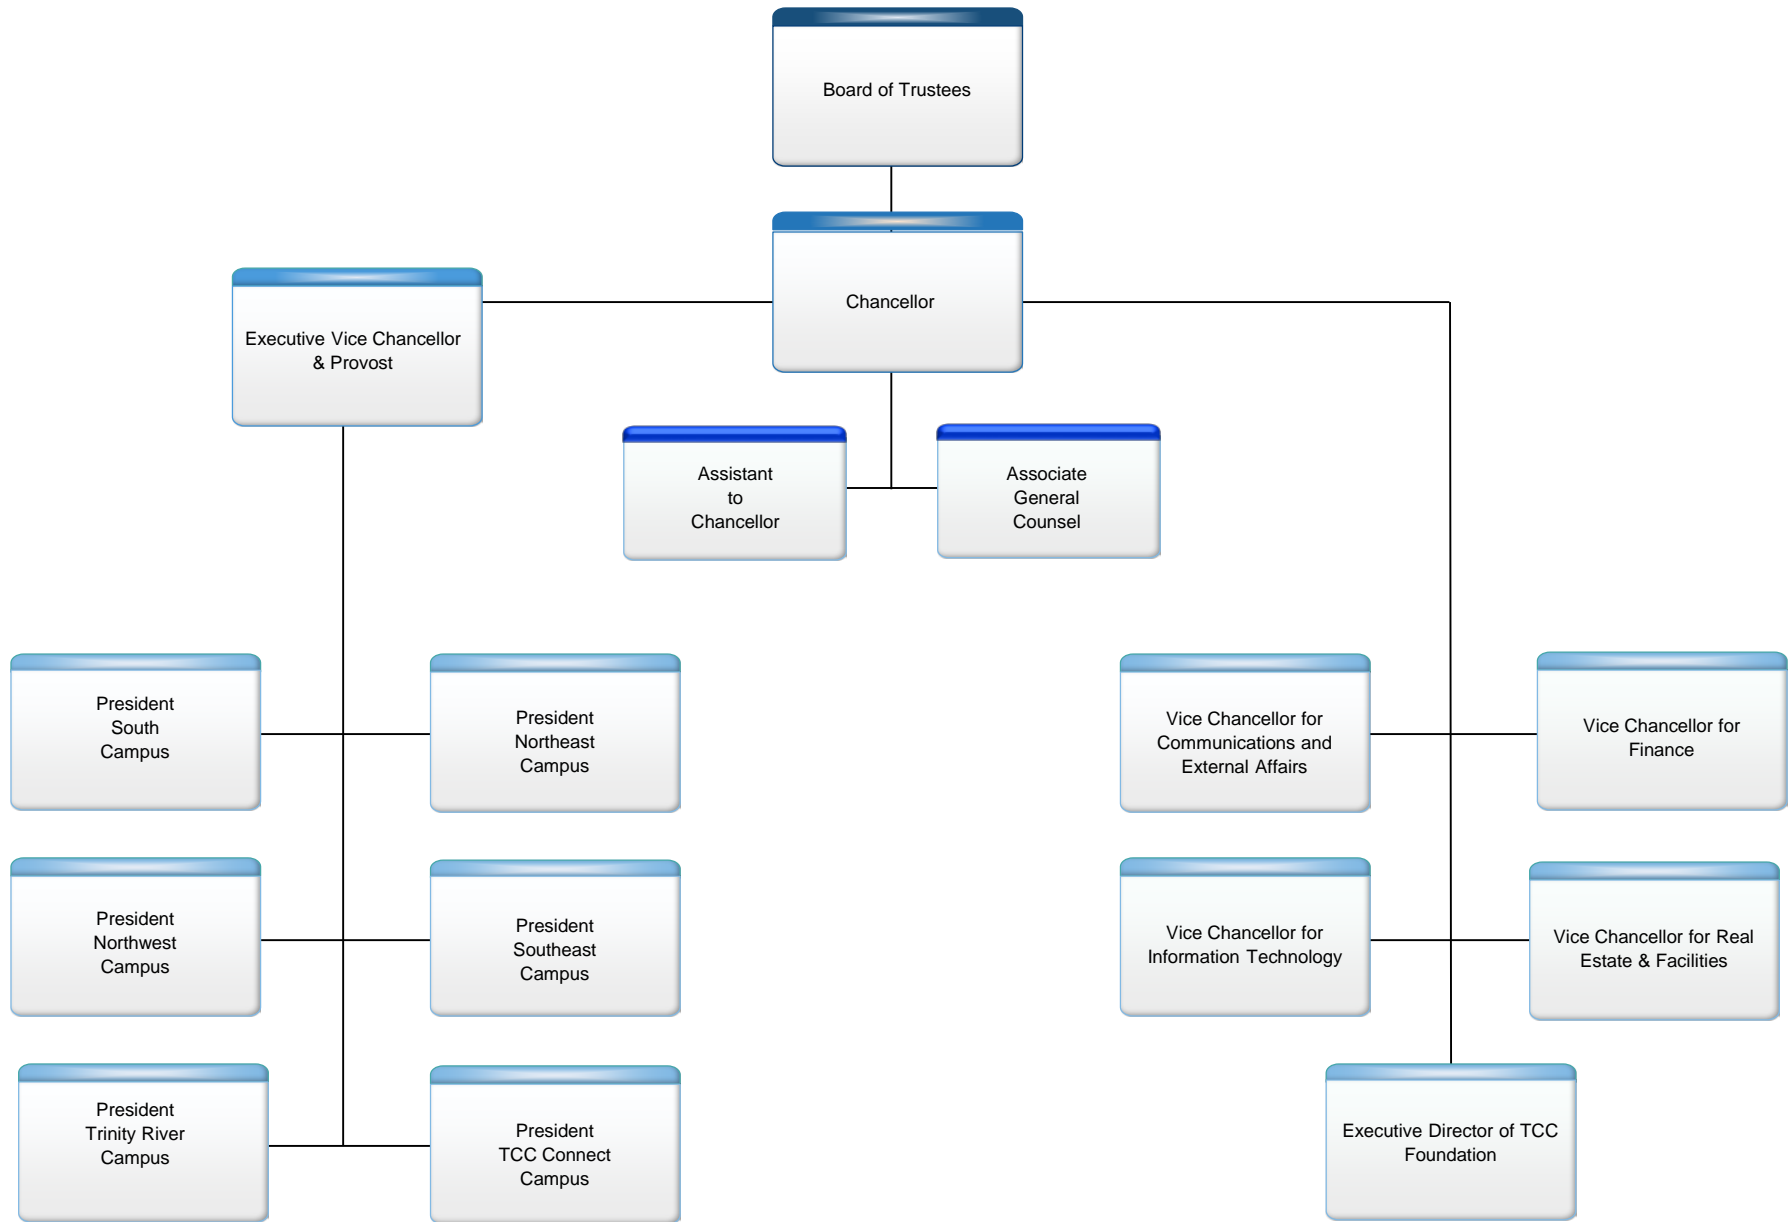 Board of Trustees
Chancellor
Executive Vice Chancellor
& Provost
Assistant
to
Chancellor
Associate
General
Counsel
President
South
Campus
President
Northeast
Campus
Vice Chancellor for
Communications and
External Affairs
Vice Chancellor for
Finance
President
Northwest
Campus
President
Southeast
Campus
Vice Chancellor for
Information Technology
Vice Chancellor for Real
Estate & Facilities
President
Trinity River
Campus
President
TCC Connect
Campus
Executive Director of TCC
Foundation